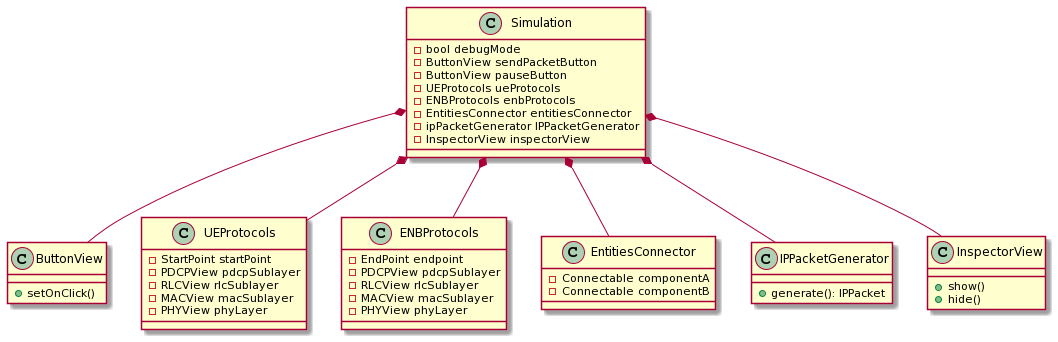 C Simulation
bool debugMode
ButtonView sendPacketButton
ButtonView pauseButton
UEProtocols ueProtocols
ENBProtocols enbProtocols
EntitiesConnector entitiesConnector
ipPacketGenerator IPPacketGenerator
InspectorView inspectorView
C ButtonView
setOnClick()
C UEProtocols
StartPoint startPoint
PDCPView pdcpSublayer
RLCView rlcSublayer
MACView macSublayer
PHYView phyLayer
C ENBProtocols
EndPoint endpoint
PDCPView pdcpSublayer
RLCView rlcSublayer
MACView macSublayer
PHYView phyLayer
C EntitiesConnector
Connectable componentA
Connectable componentB
C IPPacketGenerator
generate(): IPPacket
C InspectorView
show()
hide()